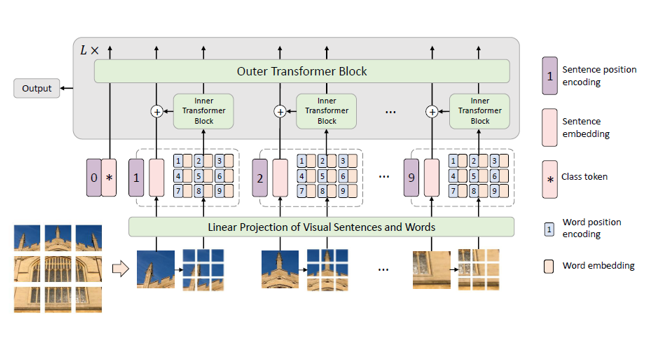 L ×
Outer Transformer Block
Output
Inner
Transformer
Block
Inner
Transformer
Block
Inner
Transformer
Block
+
+
+
...
0 *
1
1 2 3
4 5 6
7 8 9
2
1 2 3
4 5 6
7 8 9
...
9
1 2 3
4 5 6
7 8 9
Linear Projection of Visual Sentences and Words
...
1 Sentence position
encoding
Sentence
embedding
* Class token
1 Word position
encoding
Word embedding